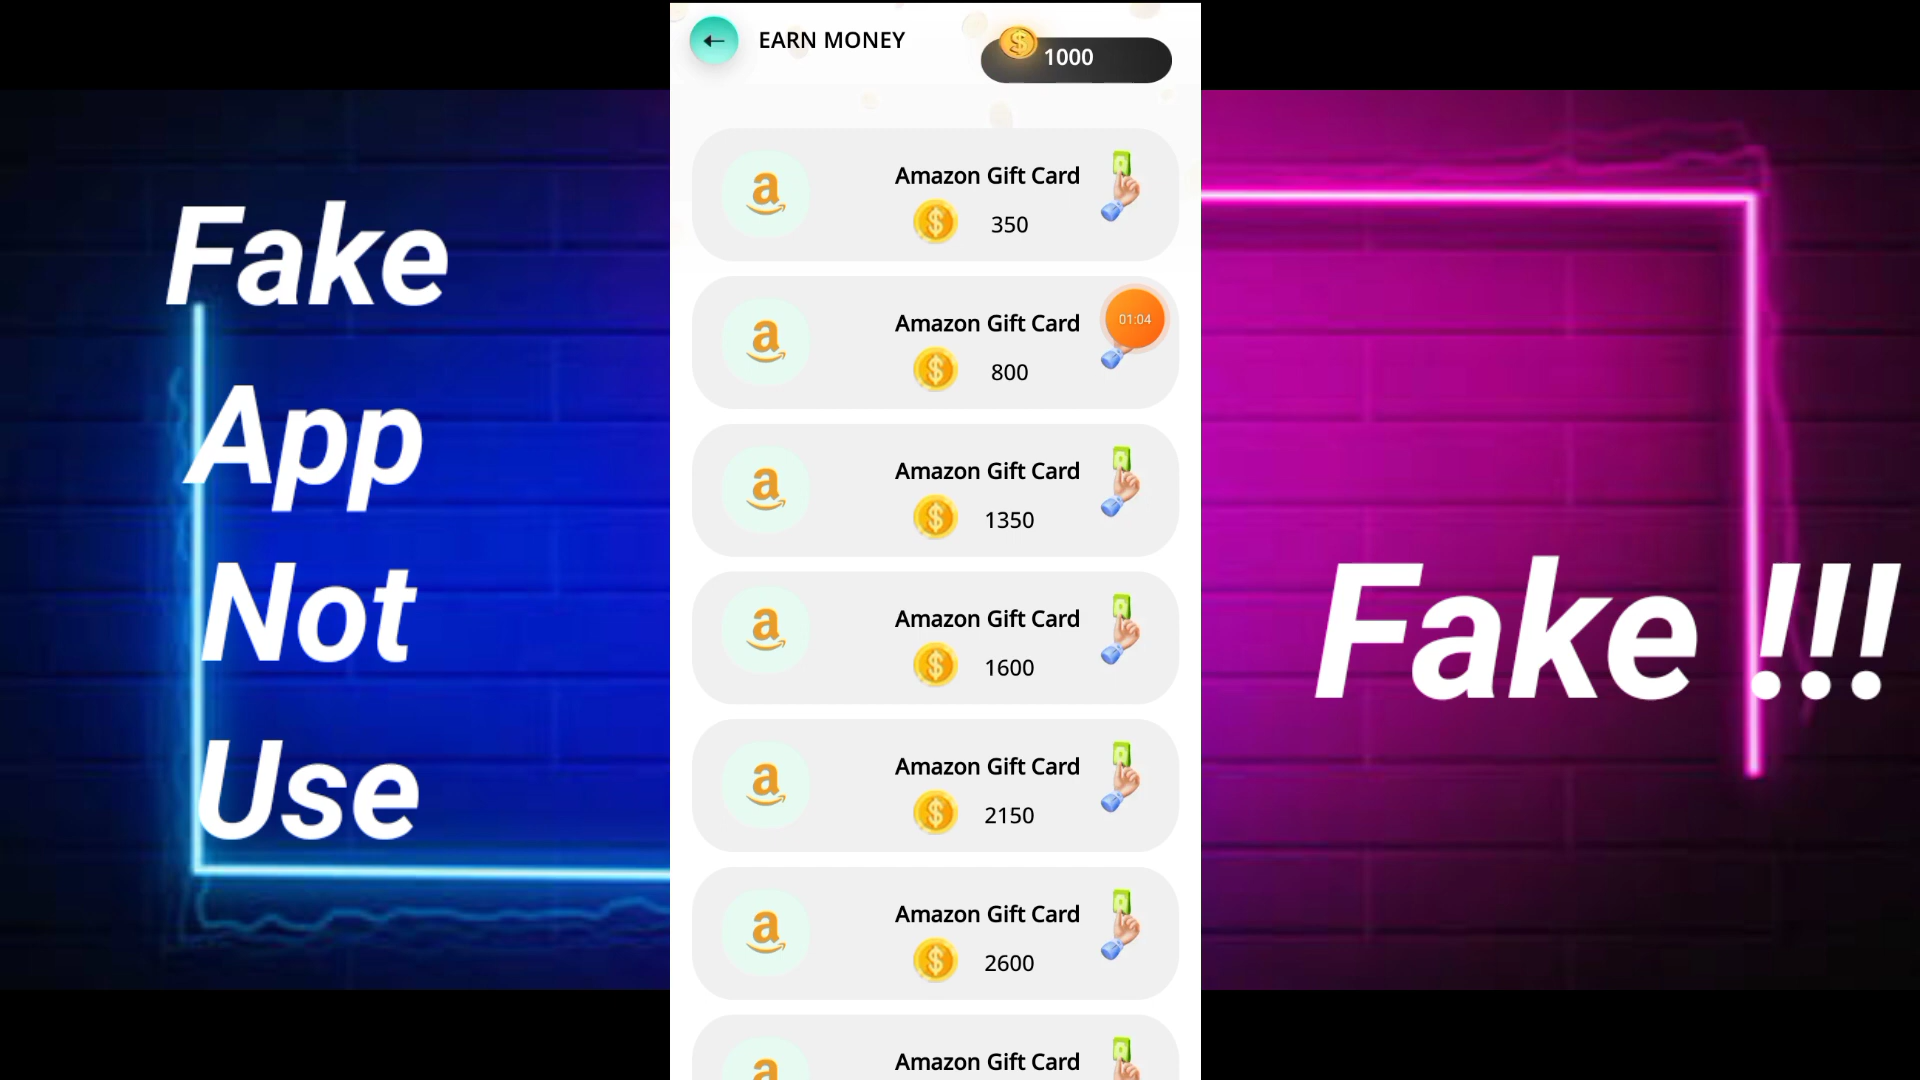 EARN MONEY
1000
Fake
App
Not
Use
Amazon Gift Card
350
Amazon Gift Card
800
01:04
Amazon Gift Card
1350
Amazon Gift Card
1600
Amazon Gift Card
2150
Amazon Gift Card
2600
Amazon Gift Card
Fake !!!